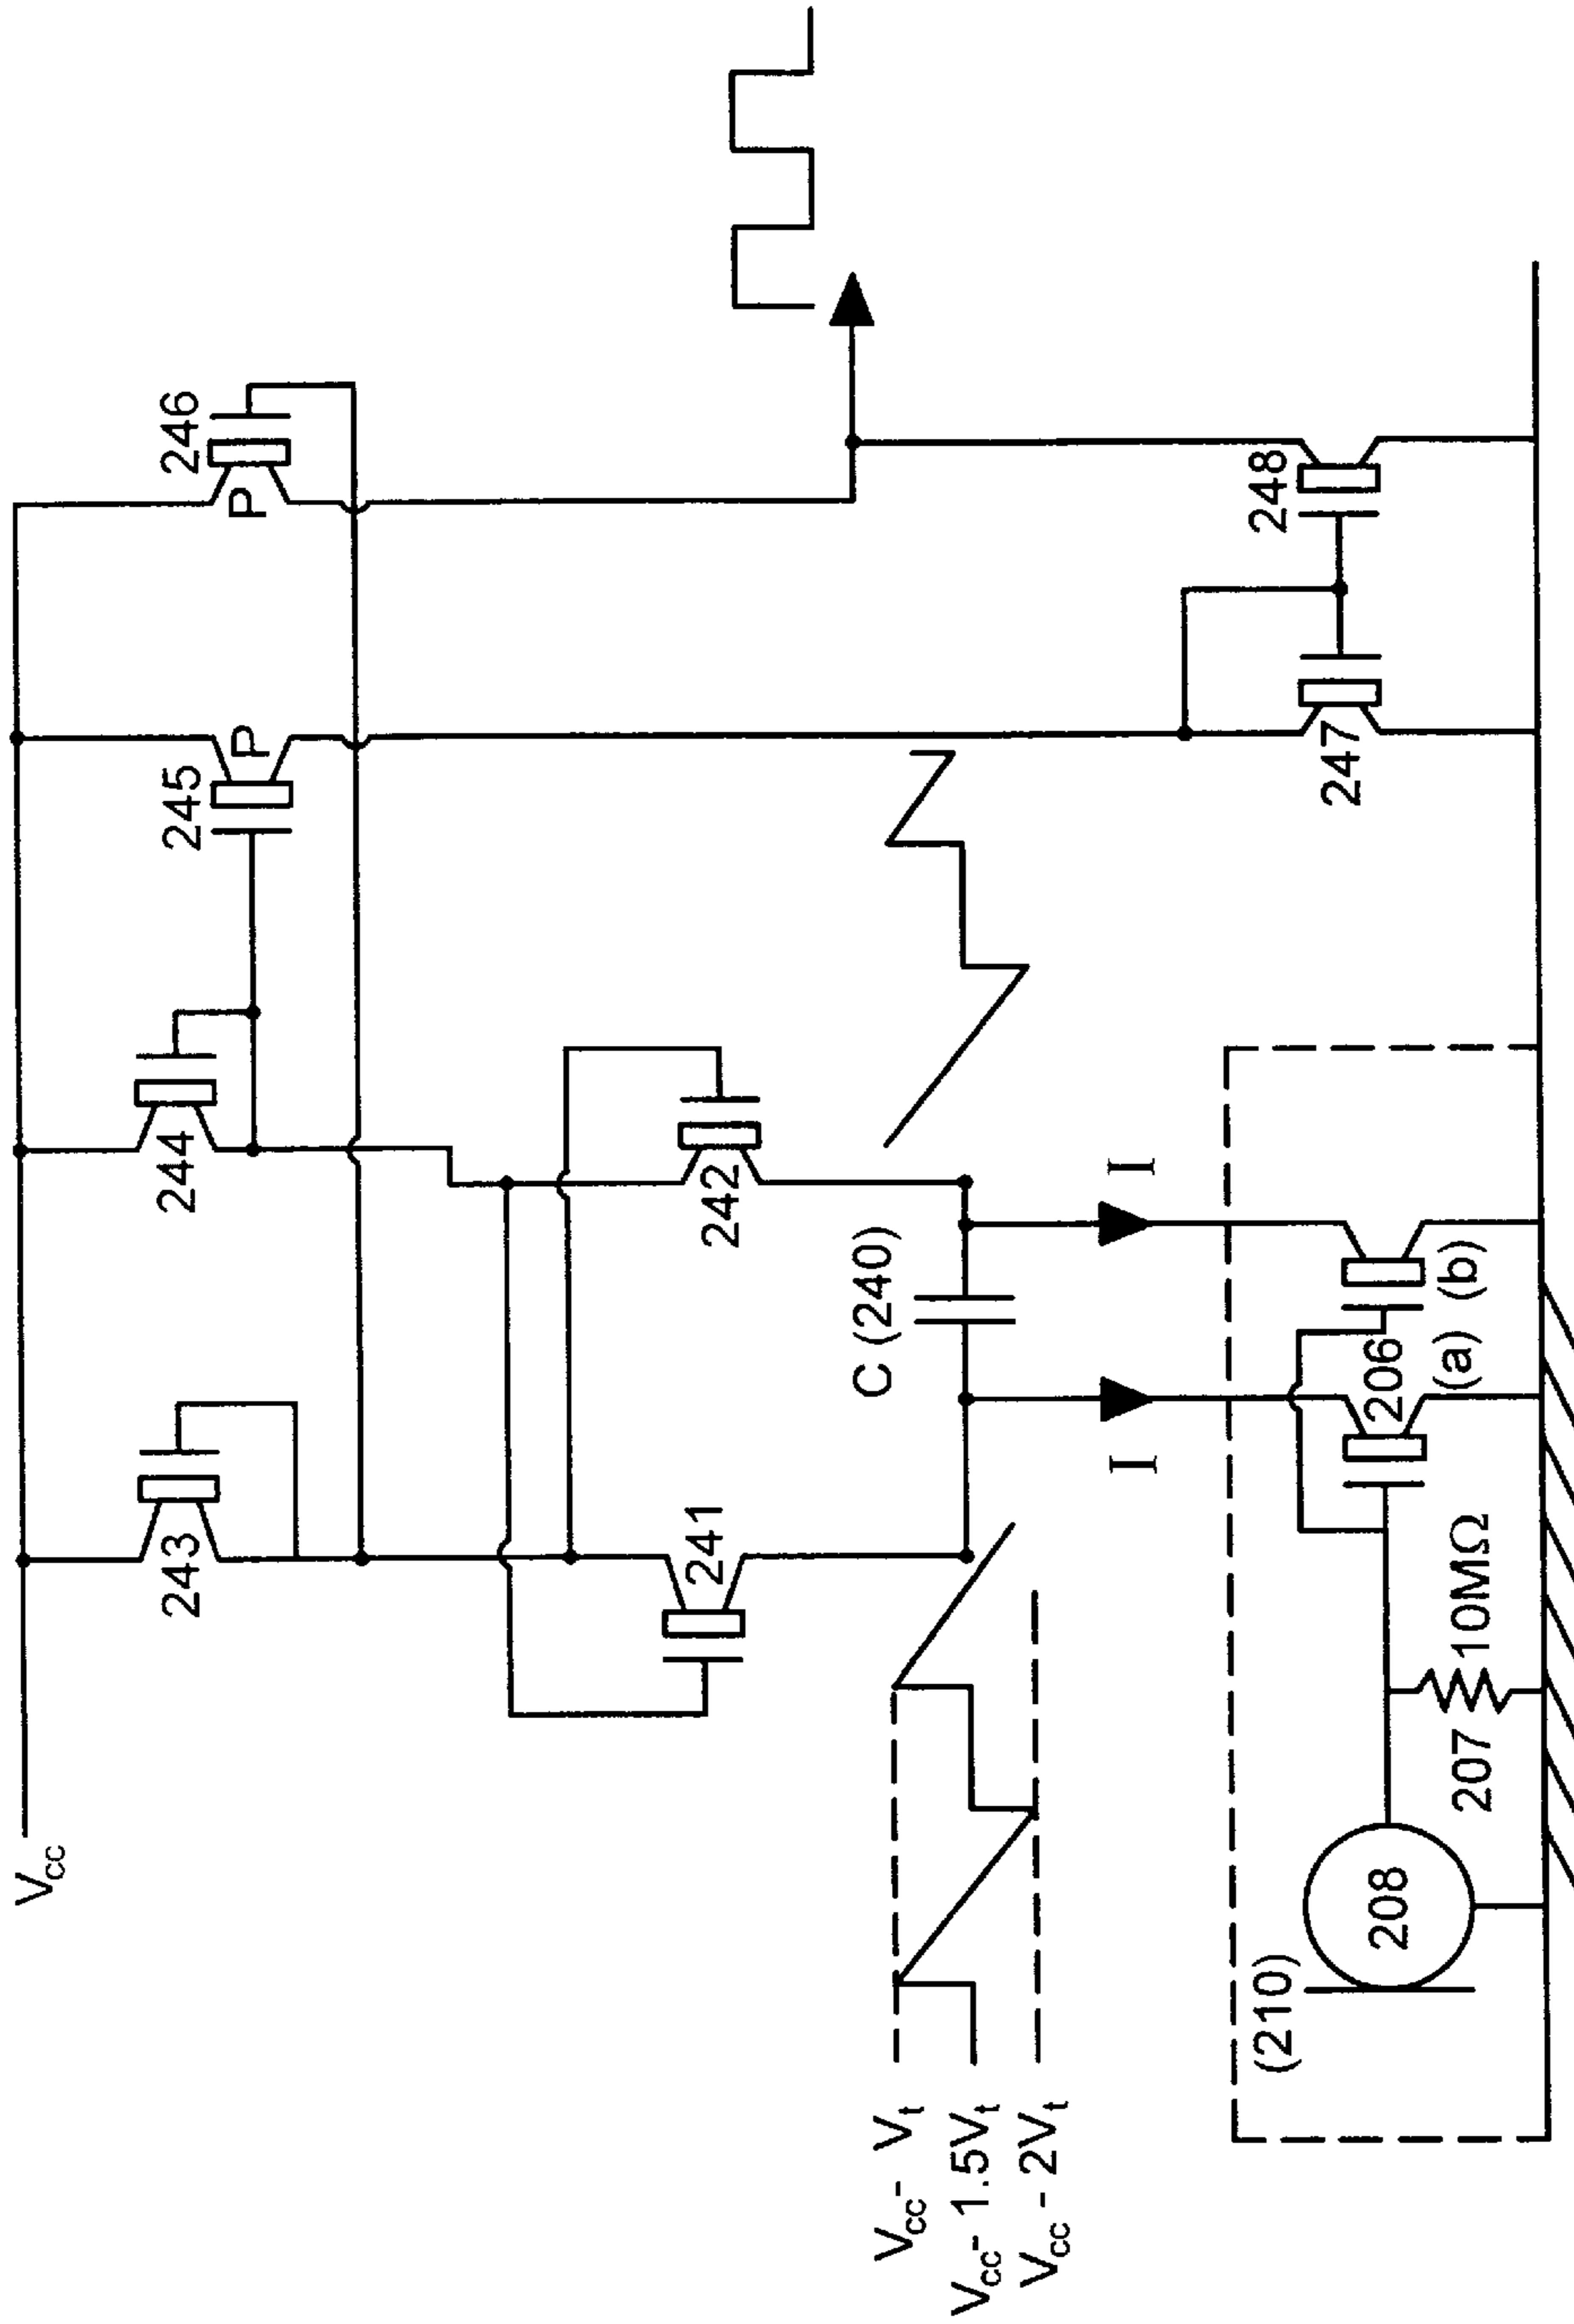 Vcc
243
244
245
P
246
P
241
242
Vcc- Vt
Vcc- 1.5Vt
Vcc - 2Vt
C (240)
I
I
(210)
208
207
10MΩ
206
(a)
(b)
247
248